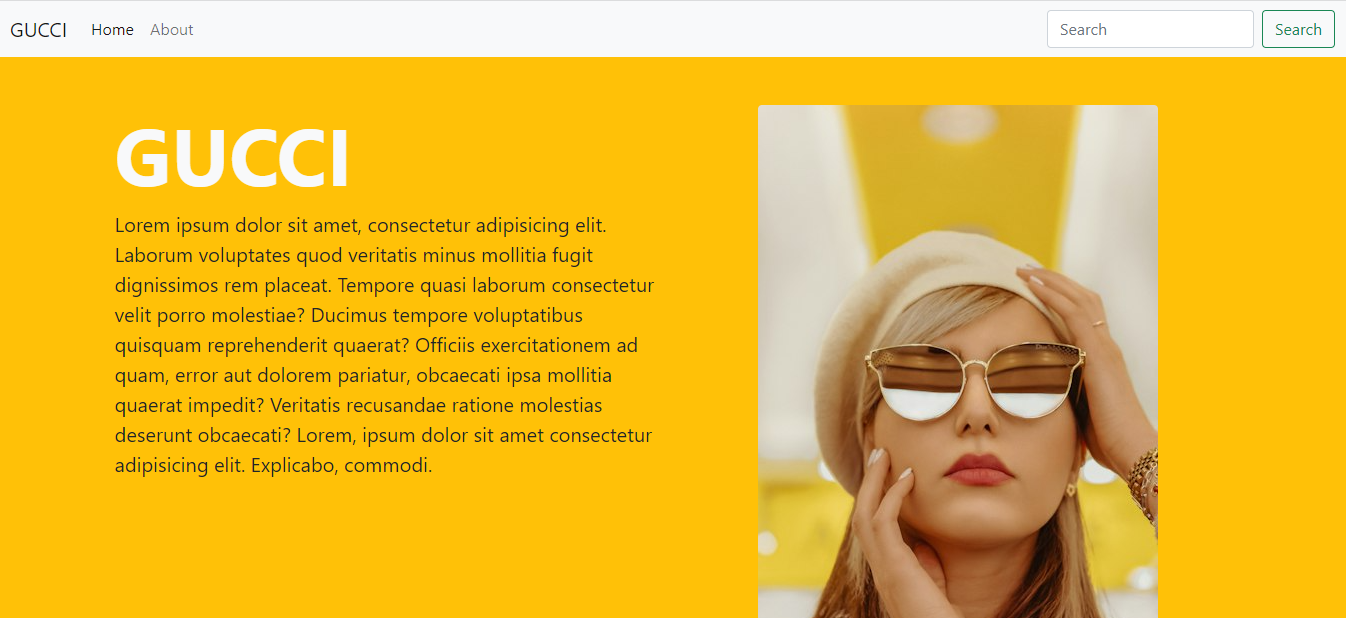 GUCCI Home About Search Search
GUCCI
Lorem ipsum dolor sit amet, consectetur adipisicing elit.
Laborum voluptates quod veritatis minus mollitia fugit
dignissimos rem placeat. Tempore quasi laborum consectetur
velit porro molestiae? Ducimus tempore voluptatibus
quisquam reprehenderit quaerat? Officiis exercitationem ad
quam, error aut dolorem pariatur, obcaecati ipsa mollitia
quaerat impedit? Veritatis recusandae ratione molestias
deserunt obcaecati? Lorem, ipsum dolor sit amet consectetur
adipisicing elit. Explicabo, commodi.